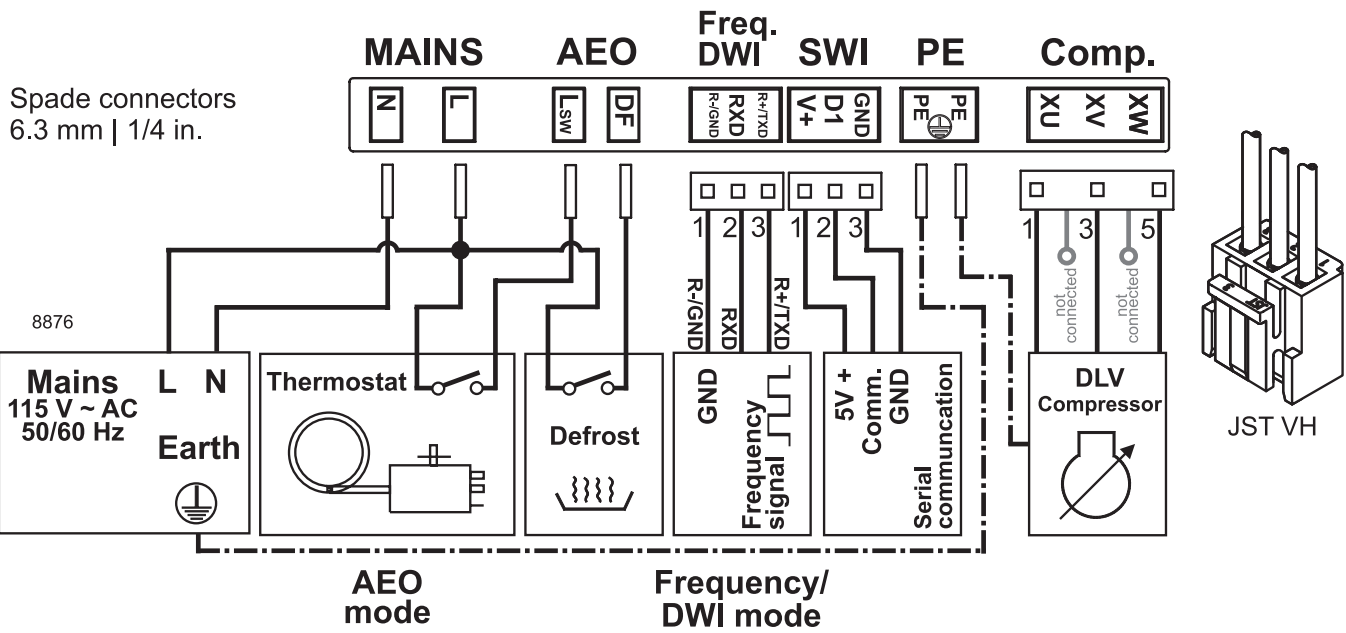 MAINS AEO Freq. DWI SWI PE Comp.
Spade connectors
6.3 mm | 1/4 in.
N L Lsw DF R-/GND RXD R+/TXD V+ D1 GND PE PE XU XV XW
1 2 3 1 2 3 1 3 5
not connected
not connected
R-/GND RXD R+/TXD
8876
Mains L N
115 V ~ AC
50/60 Hz
Earth
Thermostat
Defrost
GND
Frequency
signal
5V +
Comm.
GND
Serial
communcation
DLV
Compressor
JST VH
AEO
mode
Frequency/
DWI mode